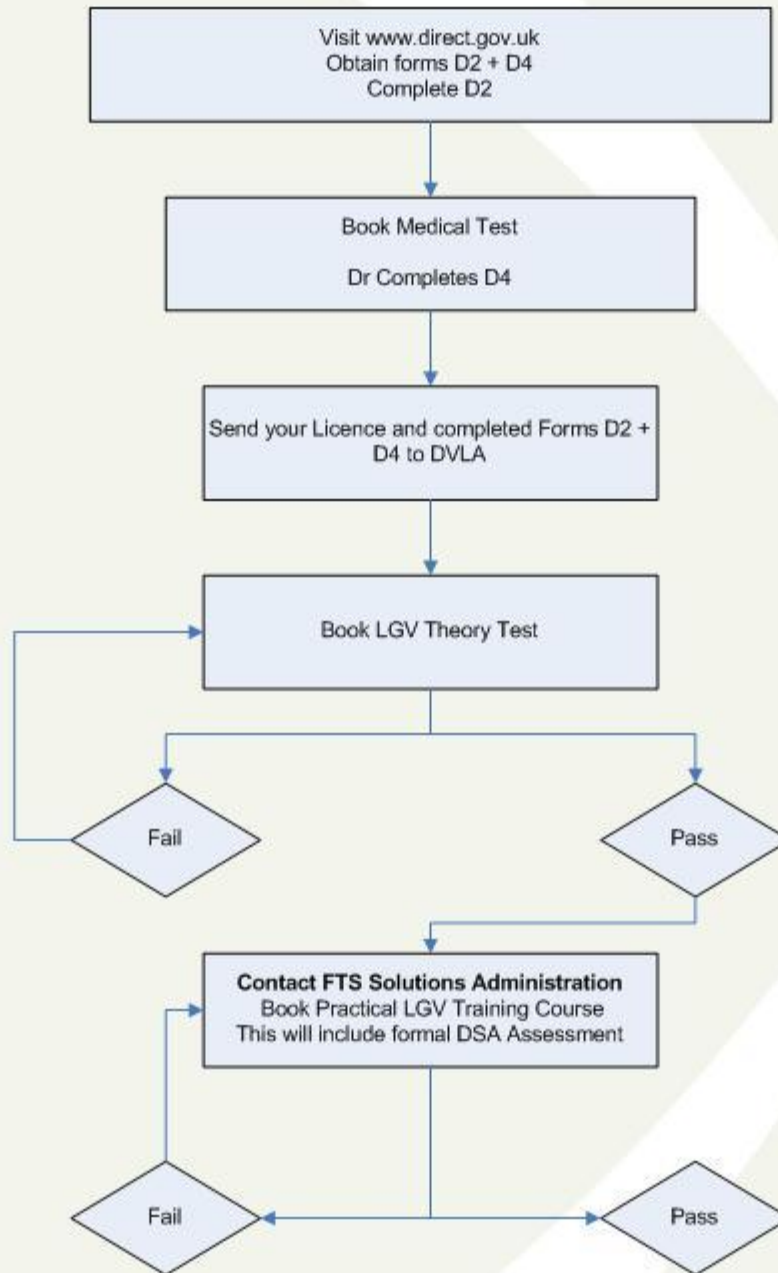 Visit www.direct.gov.uk
Obtain forms D2 + D4
Complete D2
Book Medical Test
Dr Completes D4
Send your Licence and completed Forms D2 +
D4 to DVLA
Book LGV Theory Test
Fail
Pass
Contact FTS Solutions Administration
Book Practical LGV Training Course
This will include formal DSA Assessment
Fail
Pass